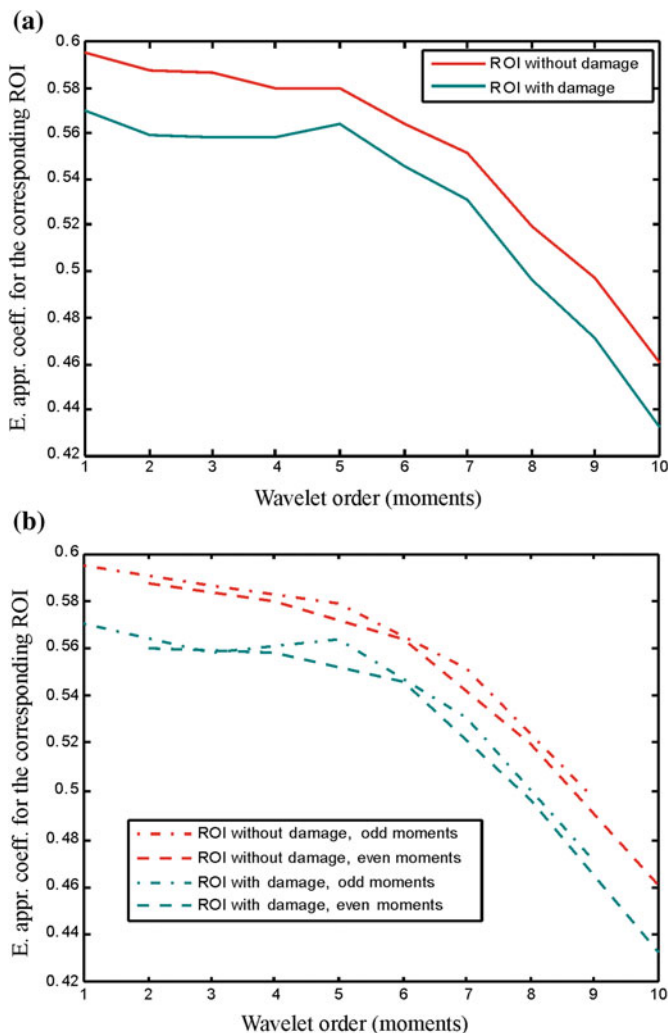 (a)
0.6
0.58
0.56
0.54
0.52
0.5
0.48
0.46
0.44
0.42
E. appr. coeff. for the corresponding ROI
ROI without damage
ROI with damage
1 2 3 4 5 6 7 8 9 10
Wavelet order (moments)
(b)
0.6
0.58
0.56
0.54
0.52
0.5
0.48
0.46
0.44
0.42
E. appr. coeff. for the corresponding ROI
ROI without damage, odd moments
ROI without damage, even moments
ROI with damage, odd moments
ROI with damage, even moments
1 2 3 4 5 6 7 8 9 10
Wavelet order (moments)